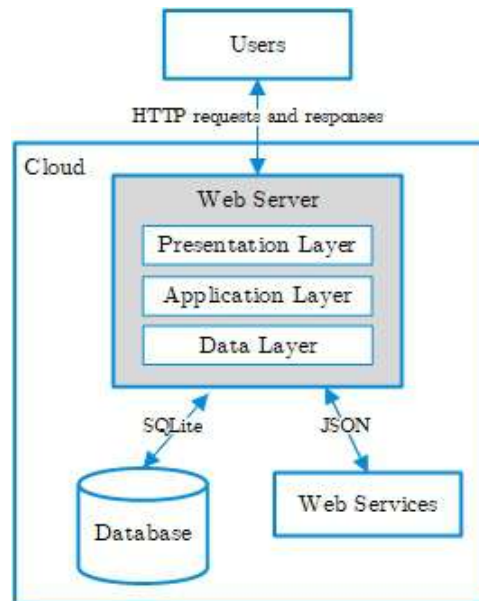 Users
HTTP requests and responses
Cloud
Web Server
Presentation Layer
Application Layer
Data Layer
SQLite
JSON
Database
Web Services